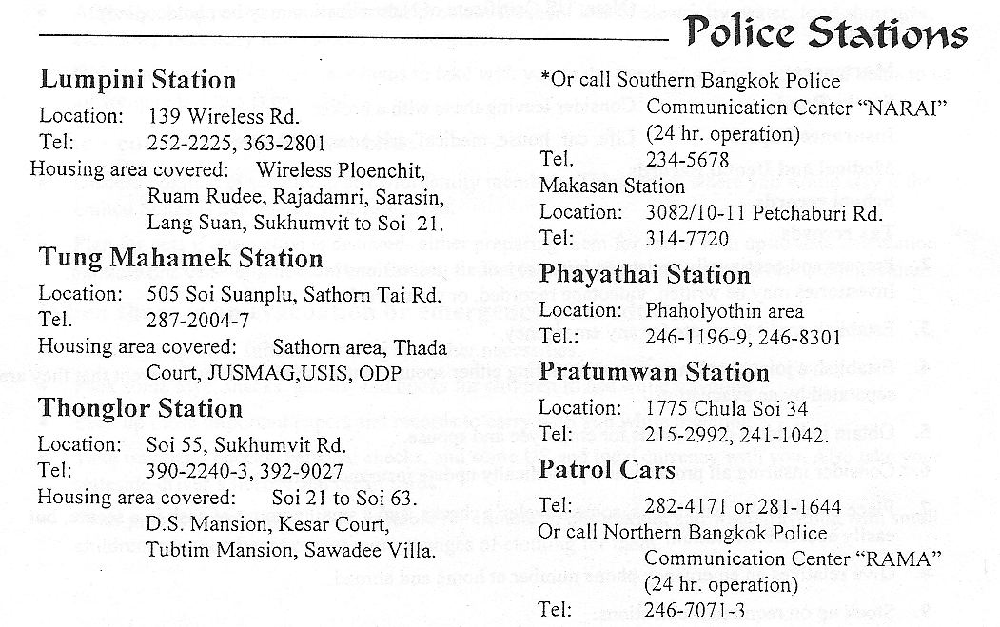 Police Stations
Lumpini Station
Location: 139 Wireless Rd.
Tel: 252-2225, 363-2801
Housing area covered: Wireless Ploenchit,
Ruam Rudee, Rajadamri, Sarasin,
Lang Suan, Sukhumvit to Soi 21.
Tung Mahamek Station
Location: 505 Soi Suanplu, Sathorn Tai Rd.
Tel. 287-2004-7
Housing area covered: Sathorn area, Thada
Court, JUSMAG,USIS, ODP
Thonglor Station
Location: Soi 55, Sukhumvit Rd.
Tel: 390-2240-3, 392-9027
Housing area covered: Soi 21 to Soi 63.
D.S. Mansion, Kesar Court,
Tubtim Mansion, Sawadee Villa.
*Or call Southern Bangkok Police
Communication Center “NARAI”
(24 hr. operation)
Tel. 234-5678
Makasan Station
Location: 3082/10-11 Petchaburi Rd.
Tel: 314-7720
Phayathai Station
Location: Phaholyothin area
Tel.: 246-1196-9, 246-8301
Pratumwan Station
Location: 1775 Chula Soi 34
Tel: 215-2992, 241-1042.
Patrol Cars
Tel: 282-4171 or 281-1644
Or call Northern Bangkok Police
Communication Center “RAMA”
(24 hr. operation)
Tel: 246-7071-3